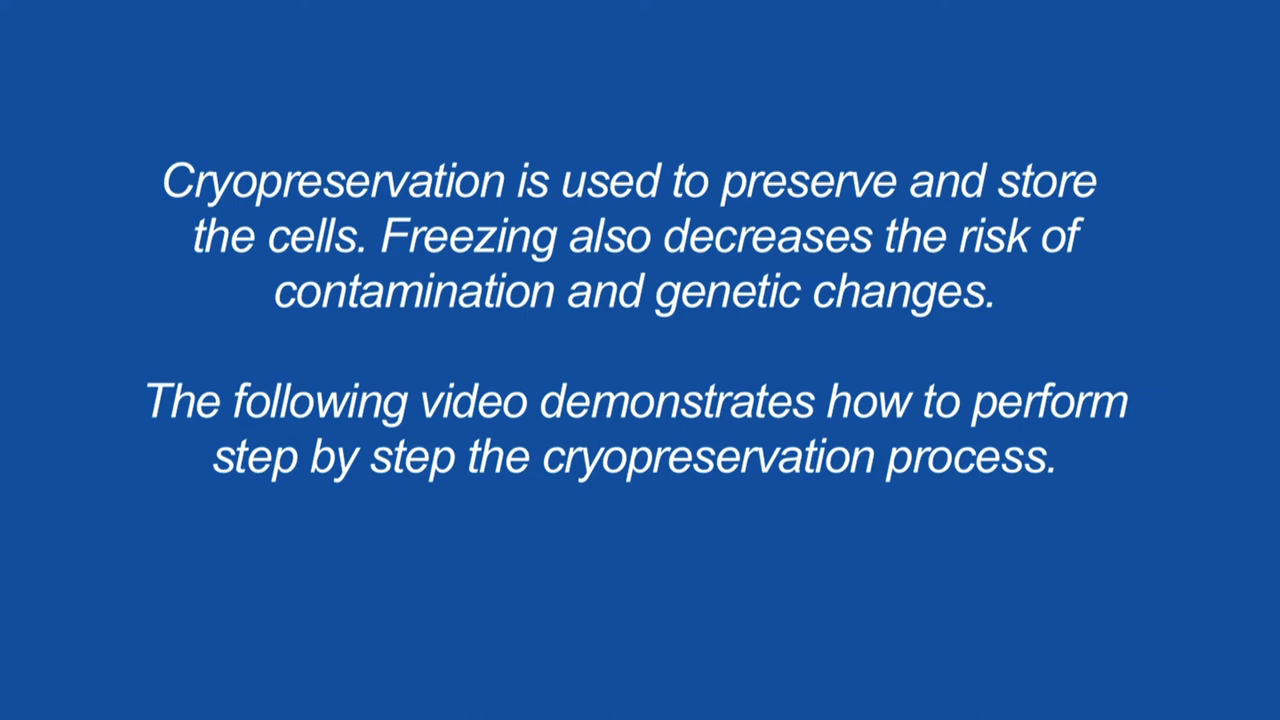 Cryopreservation is used to preserve and store
the cells. Freezing also decreases the risk of
contamination and genetic changes.
The following video demonstrates how to perform
step by step the cryopreservation process.